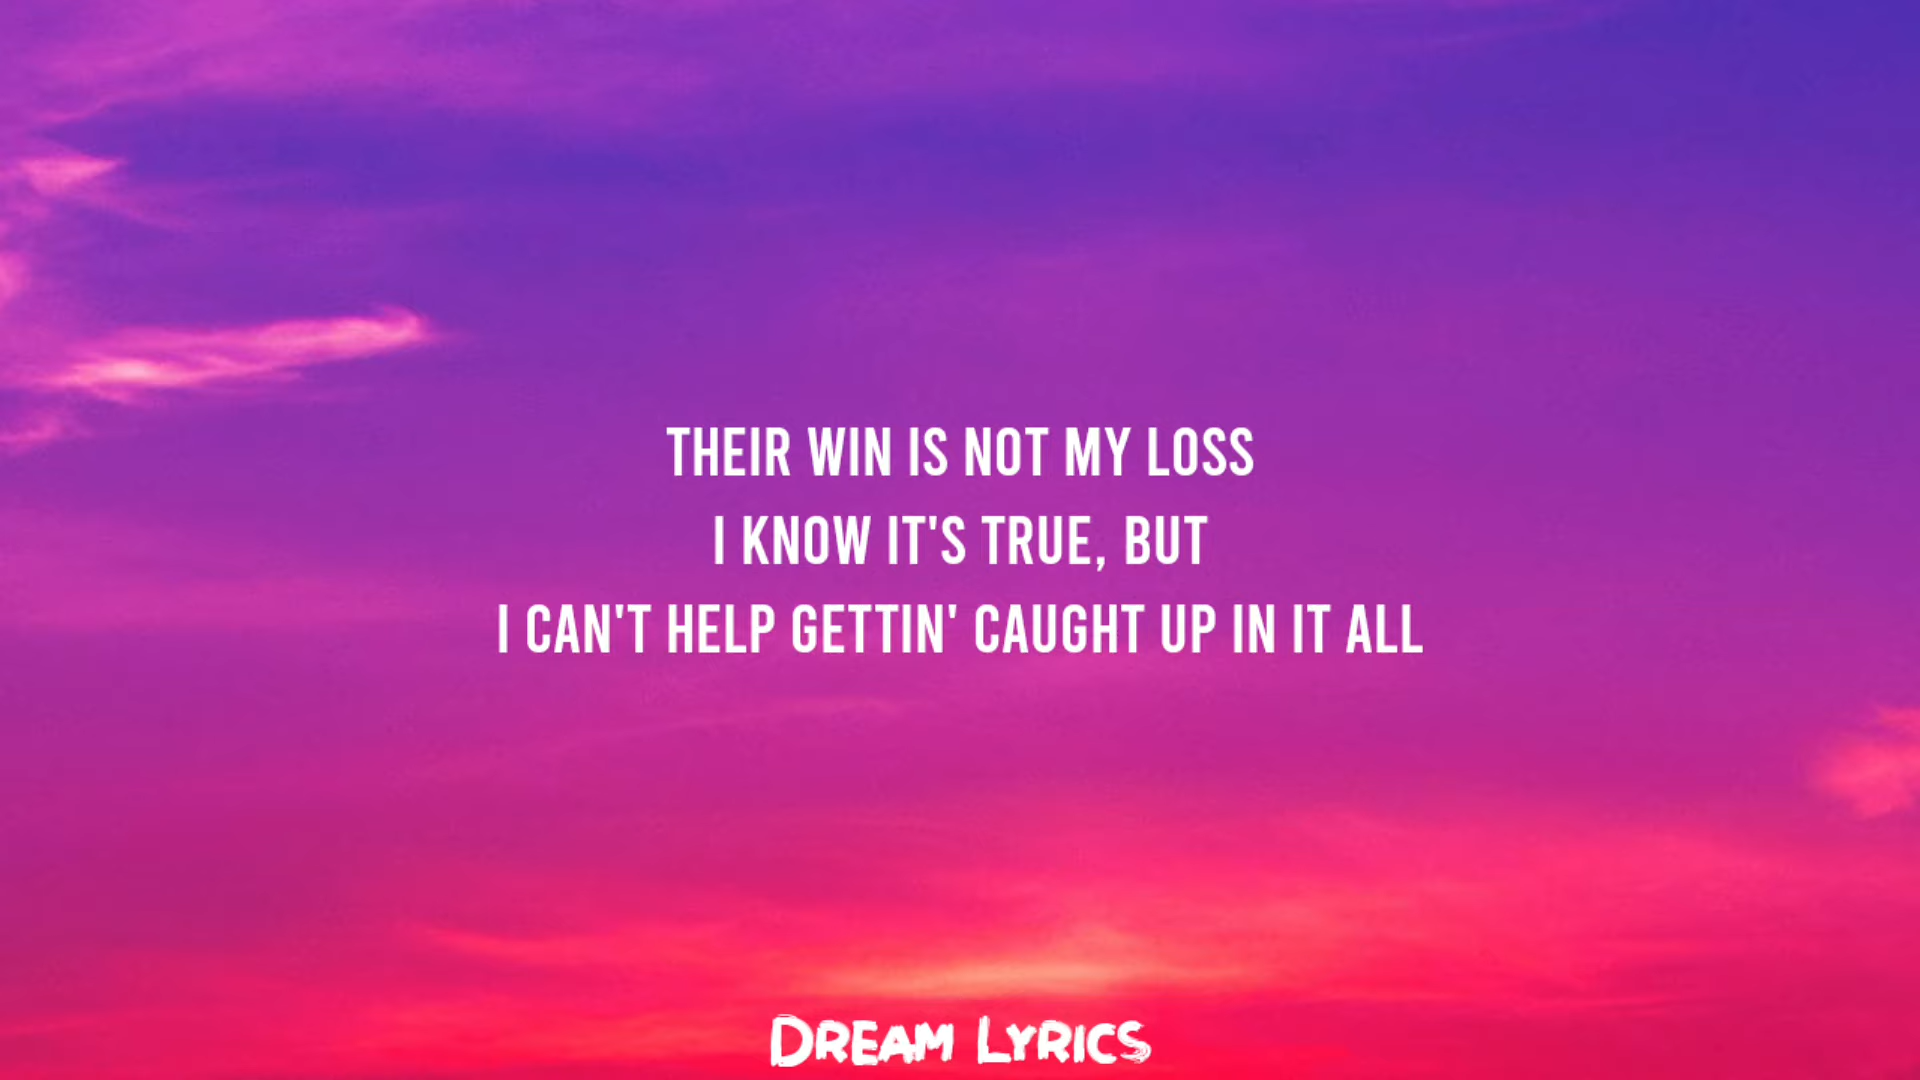 THEIR WIN IS NOT MY LOSS
I KNOW IT'S TRUE, BUT
I CAN'T HELP GETTIN' CAUGHT UP IN IT ALL
DREAM LYRICS